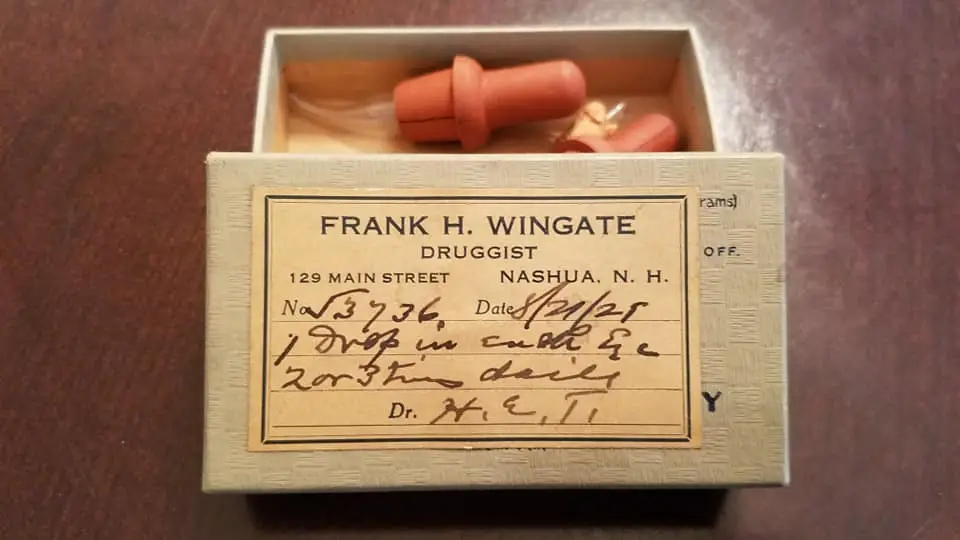 rams)
OFF.
FRANK H. WINGATE
DRUGGIST
129 MAIN STREET NASHUA, N. H.
No. 53736 Date 8/21/25
1 Drop in each Eye
2 or 3 times daily
Dr. H. E. T.
Y